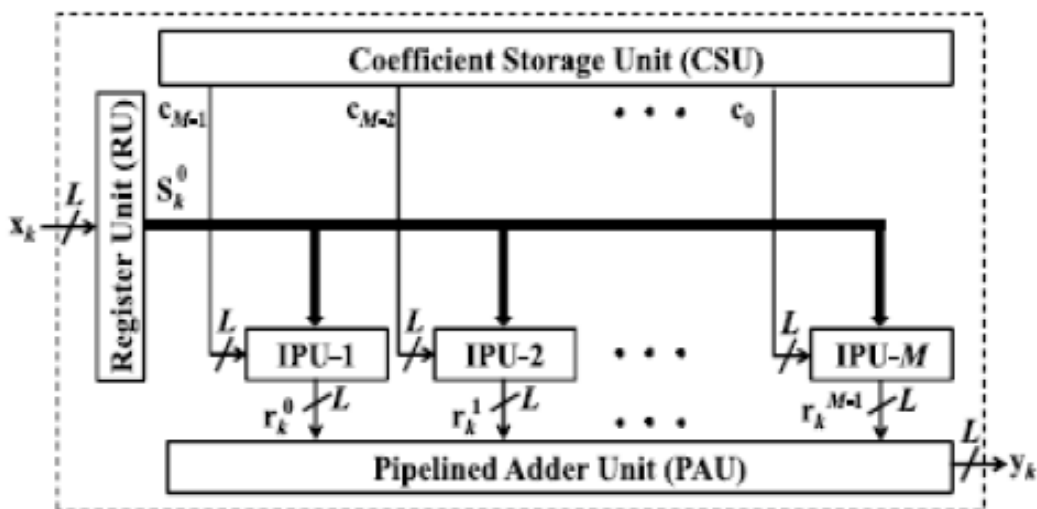 Coefficient Storage Unit (CSU)
c_{M-1}
c_{M-2}
• • •
c_0
Register Unit (RU)
S_k^0
L
x_k
L
L
L
IPU-1
IPU-2
• • •
IPU-M
r_k^0
L
r_k^1
L
• • •
r_k^{M-1}
L
Pipelined Adder Unit (PAU)
L
y_k